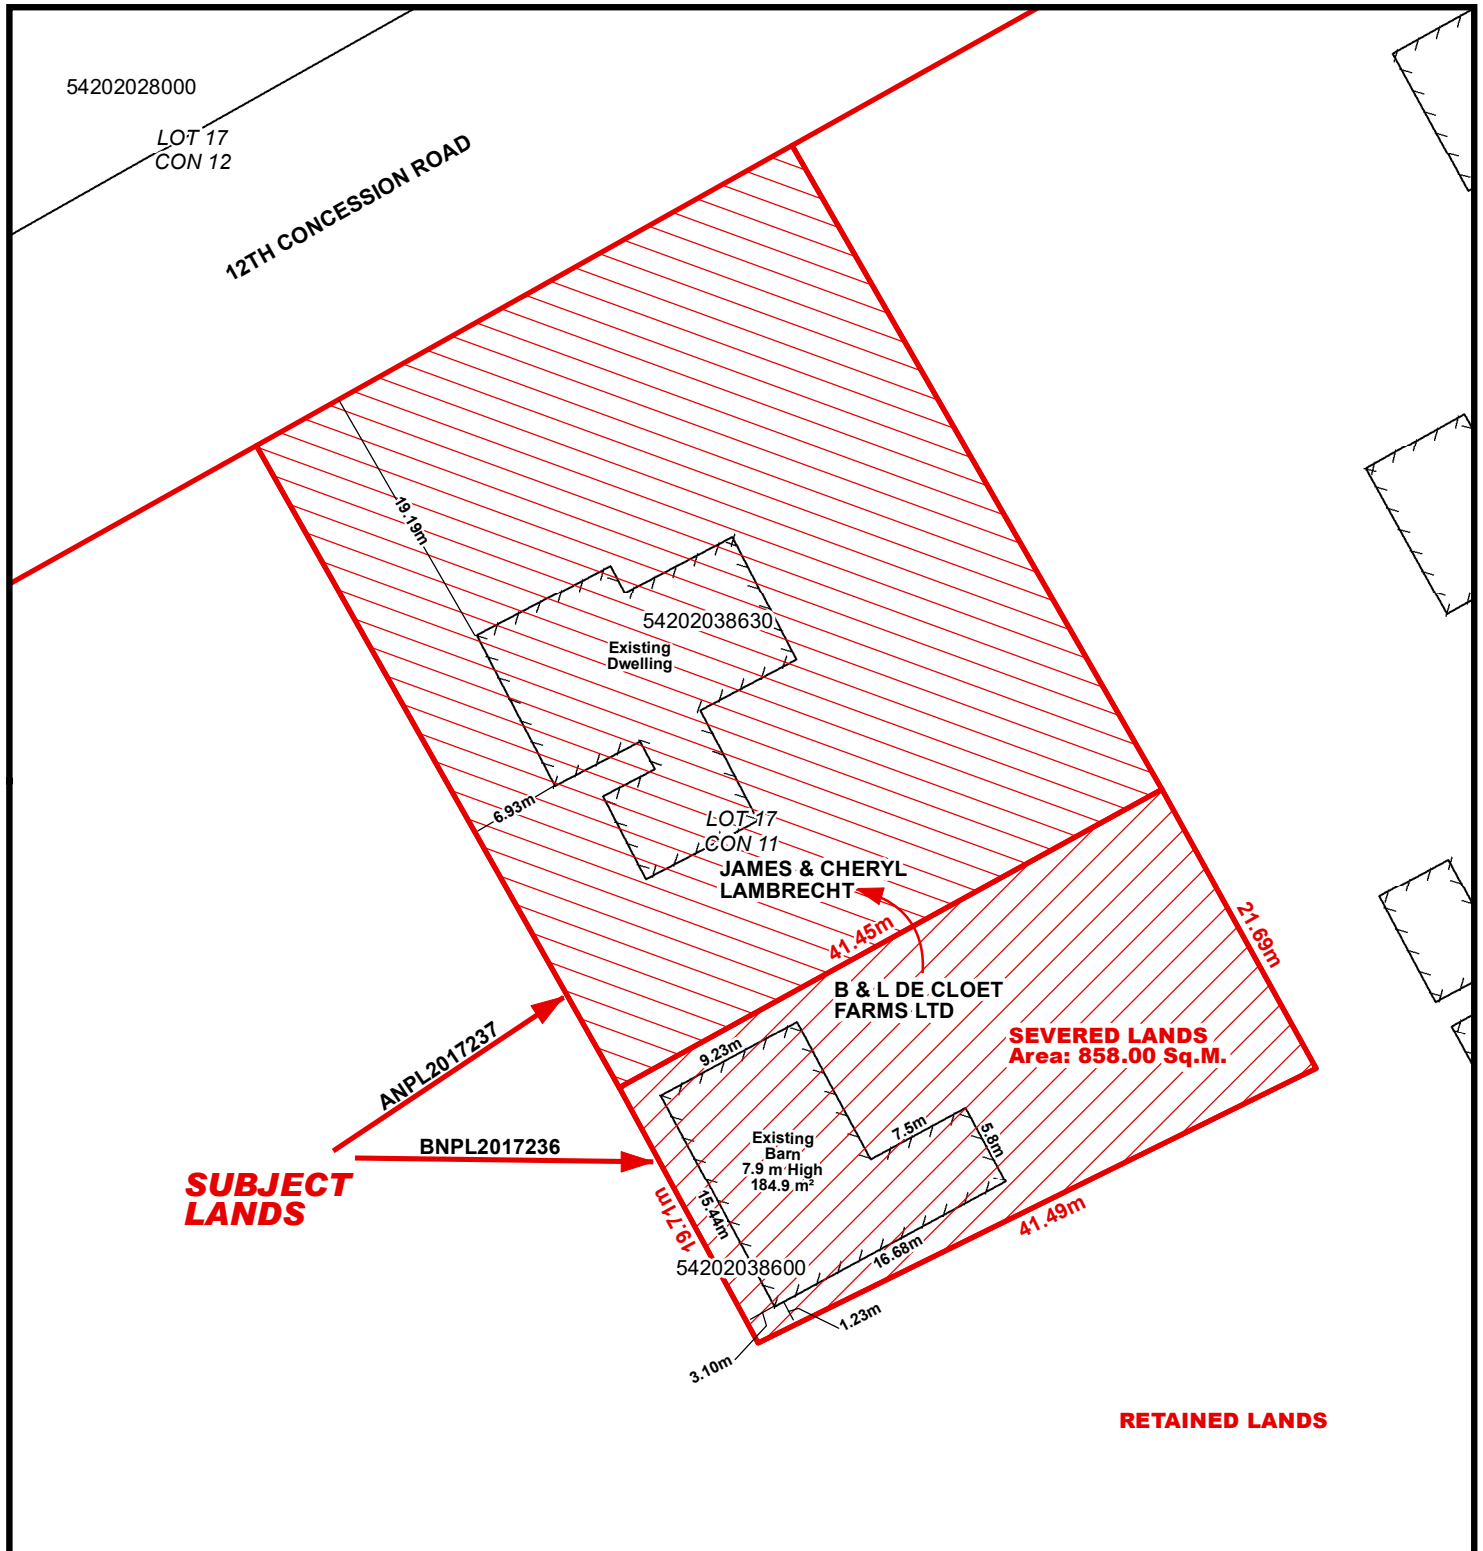 54202028000
LOT 17
CON 12
12TH CONCESSION ROAD
19.19m
54202038630
Existing
Dwelling
6.93m
LOT 17
CON 11
JAMES & CHERYL
LAMBRECHT
41.45m
21.69m
B & L DE CLOET
FARMS LTD
ANPL2017237
SEVERED LANDS
Area: 858.00 Sq.M.
9.23m
7.5m
5.8m
BNPL2017236
Existing
Barn
7.9 m High
184.9 m²
SUBJECT
LANDS
15.44m
19.71m
41.49m
16.68m
54202038600
1.23m
3.10m
RETAINED LANDS